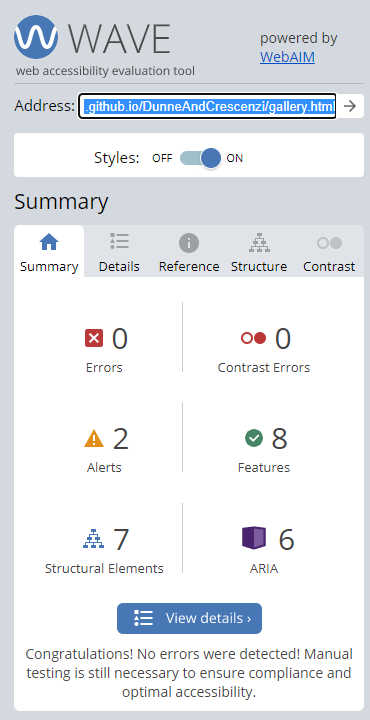 WAVE
web accessibility evaluation tool
powered by
WebAIM
Address: .github.io/DunneAndCrescenzi/gallery.html
Styles: OFF ON
Summary
Summary Details Reference Structure Contrast
0 0
Errors Contrast Errors
2 8
Alerts Features
7 6
Structural Elements ARIA
View details ›
Congratulations! No errors were detected! Manual
testing is still necessary to ensure compliance and
optimal accessibility.